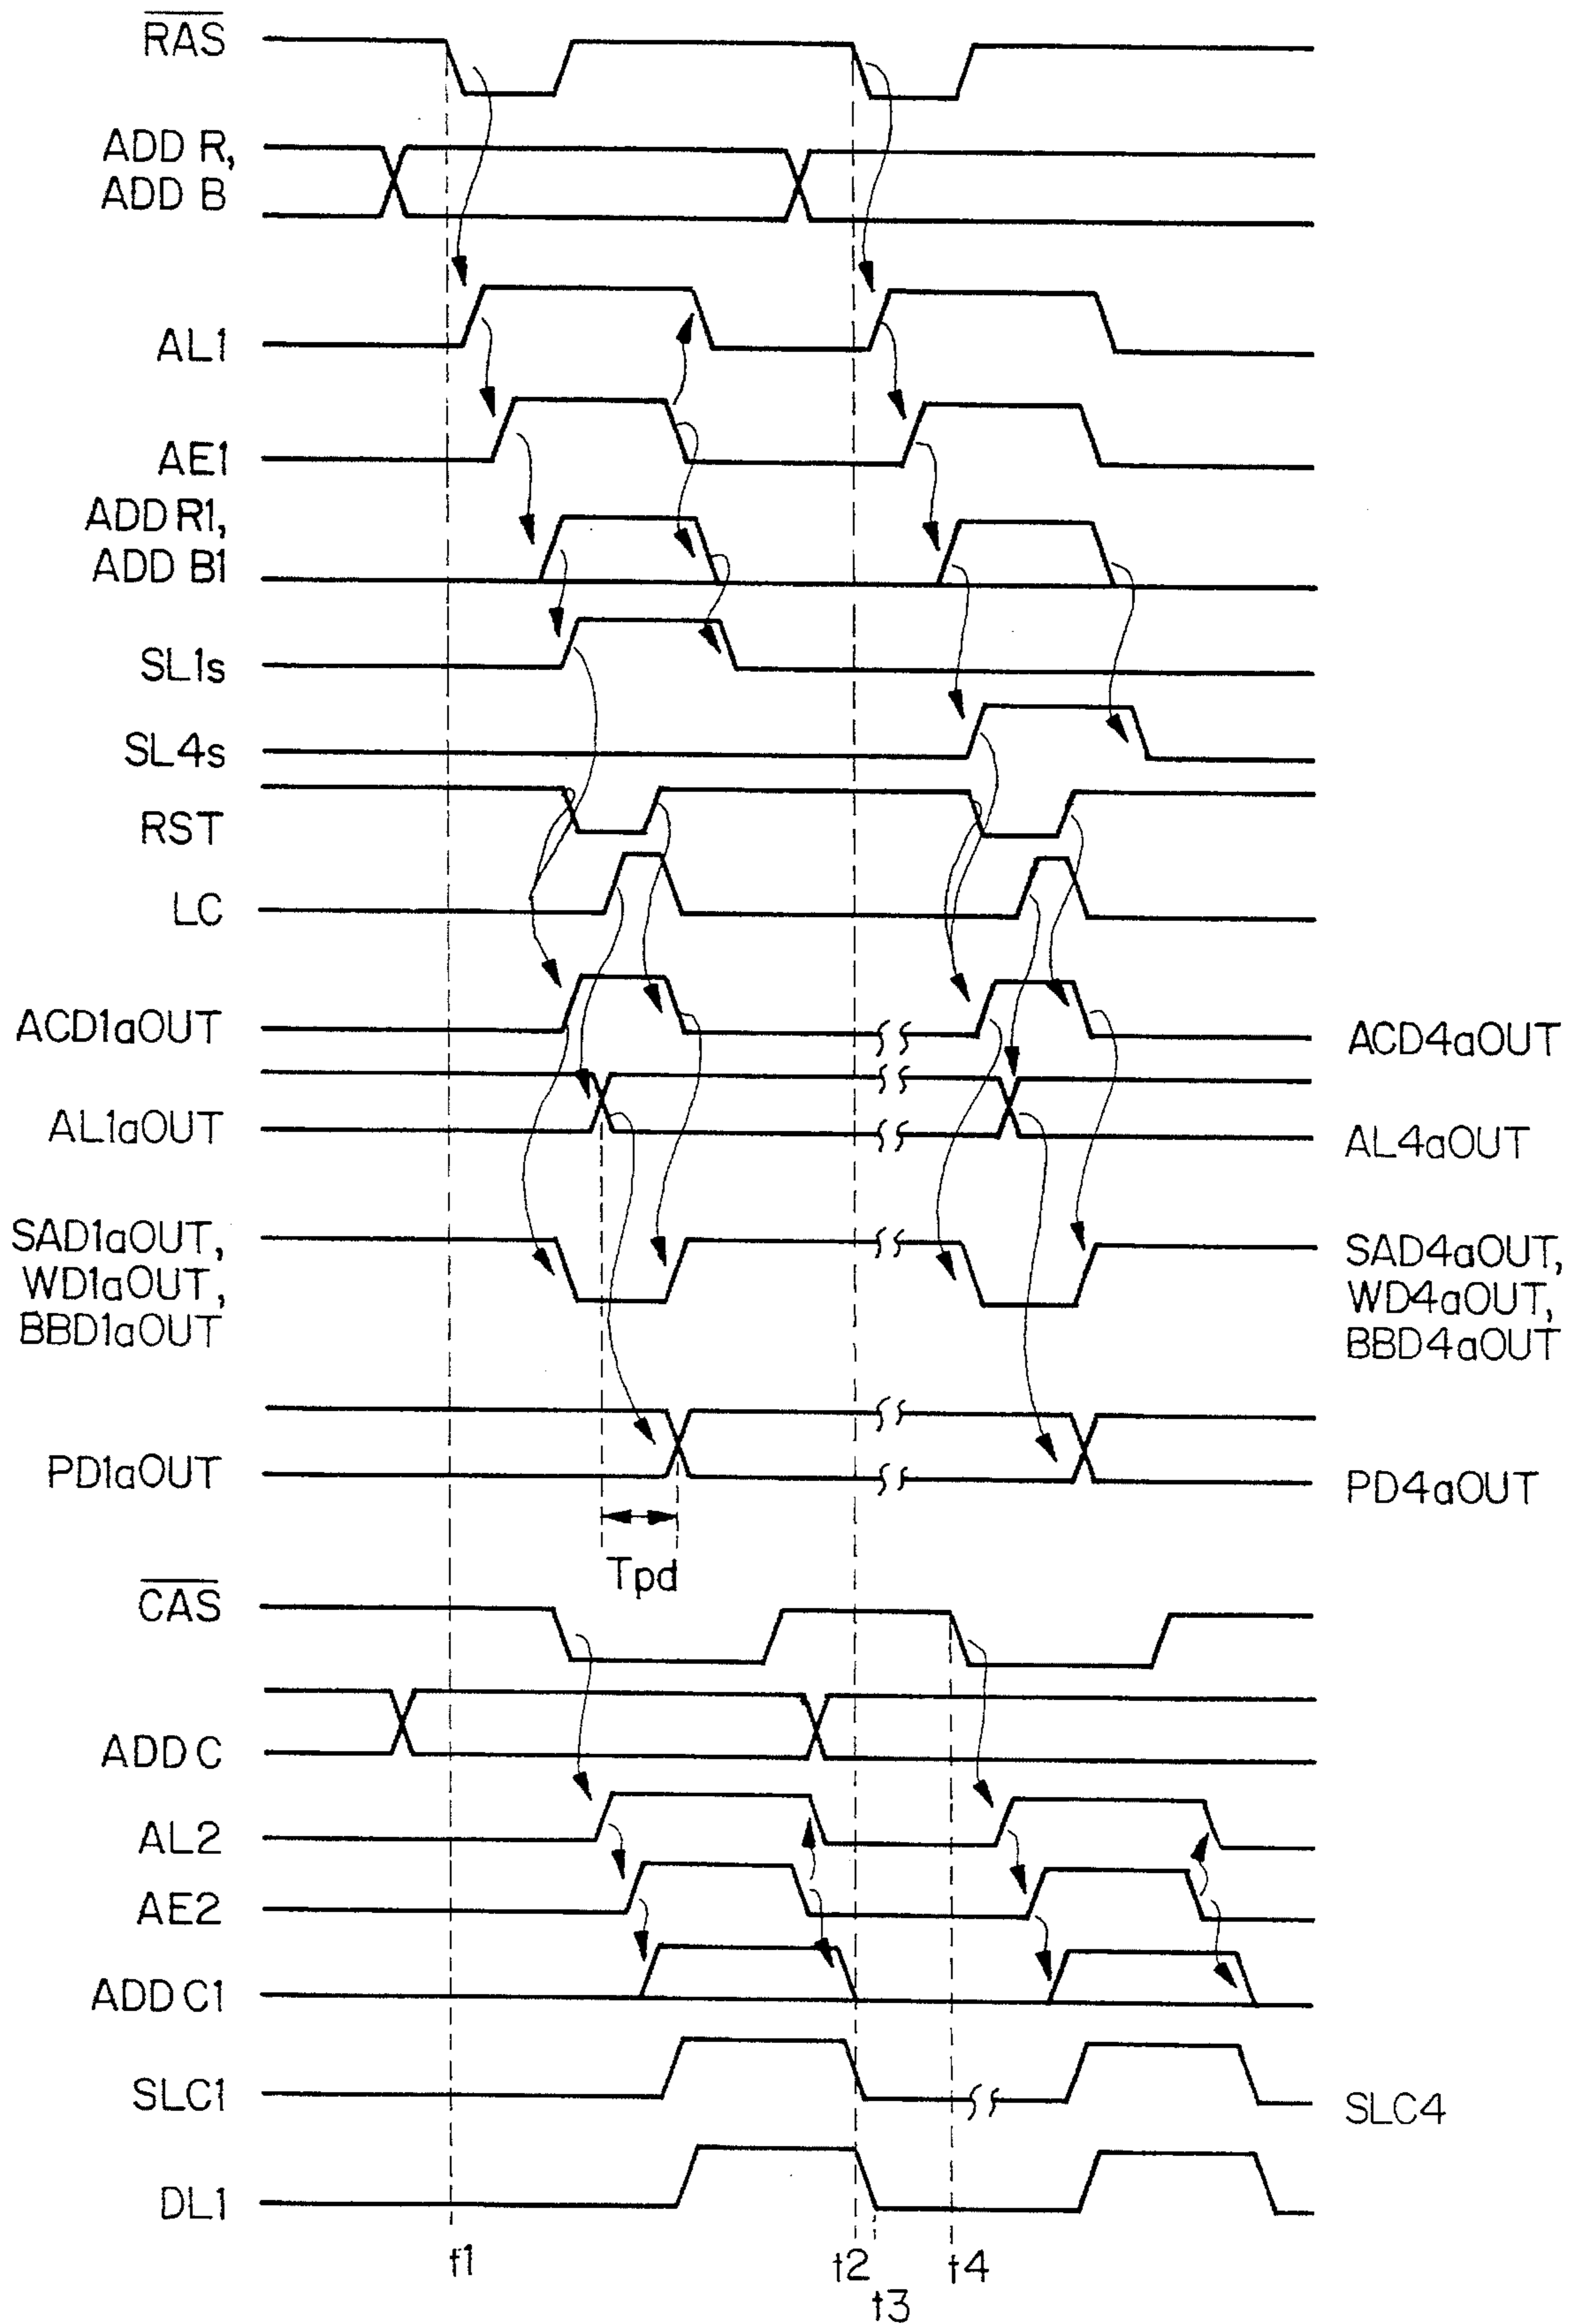 RAS
ADD R,
ADD B
AL1
AE1
ADD R1,
ADD B1
SL1s
SL4s
RST
LC
ACD1aOUT
ACD4aOUT
AL1aOUT
AL4aOUT
SAD1aOUT,
WD1aOUT,
BBD1aOUT
SAD4aOUT,
WD4aOUT,
BBD4aOUT
PD1aOUT
PD4aOUT
Tpd
CAS
ADD C
AL2
AE2
ADD C1
SLC1
SLC4
DL1
t1
t2
t4
t3